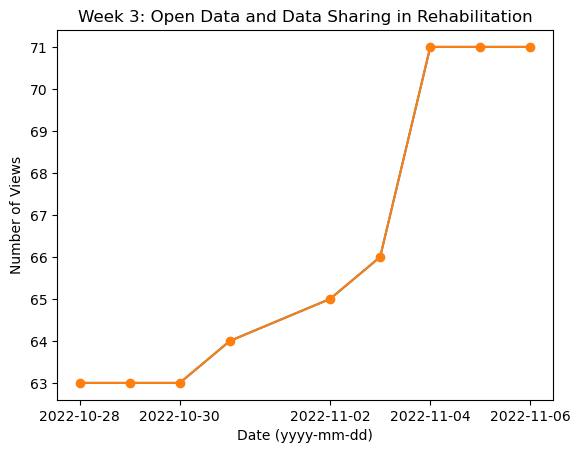 Week 3: Open Data and Data Sharing in Rehabilitation
71
70
69
68
67
66
65
64
63
Number of Views
2022-10-28 2022-10-30 2022-11-02 2022-11-04 2022-11-06
Date (yyyy-mm-dd)